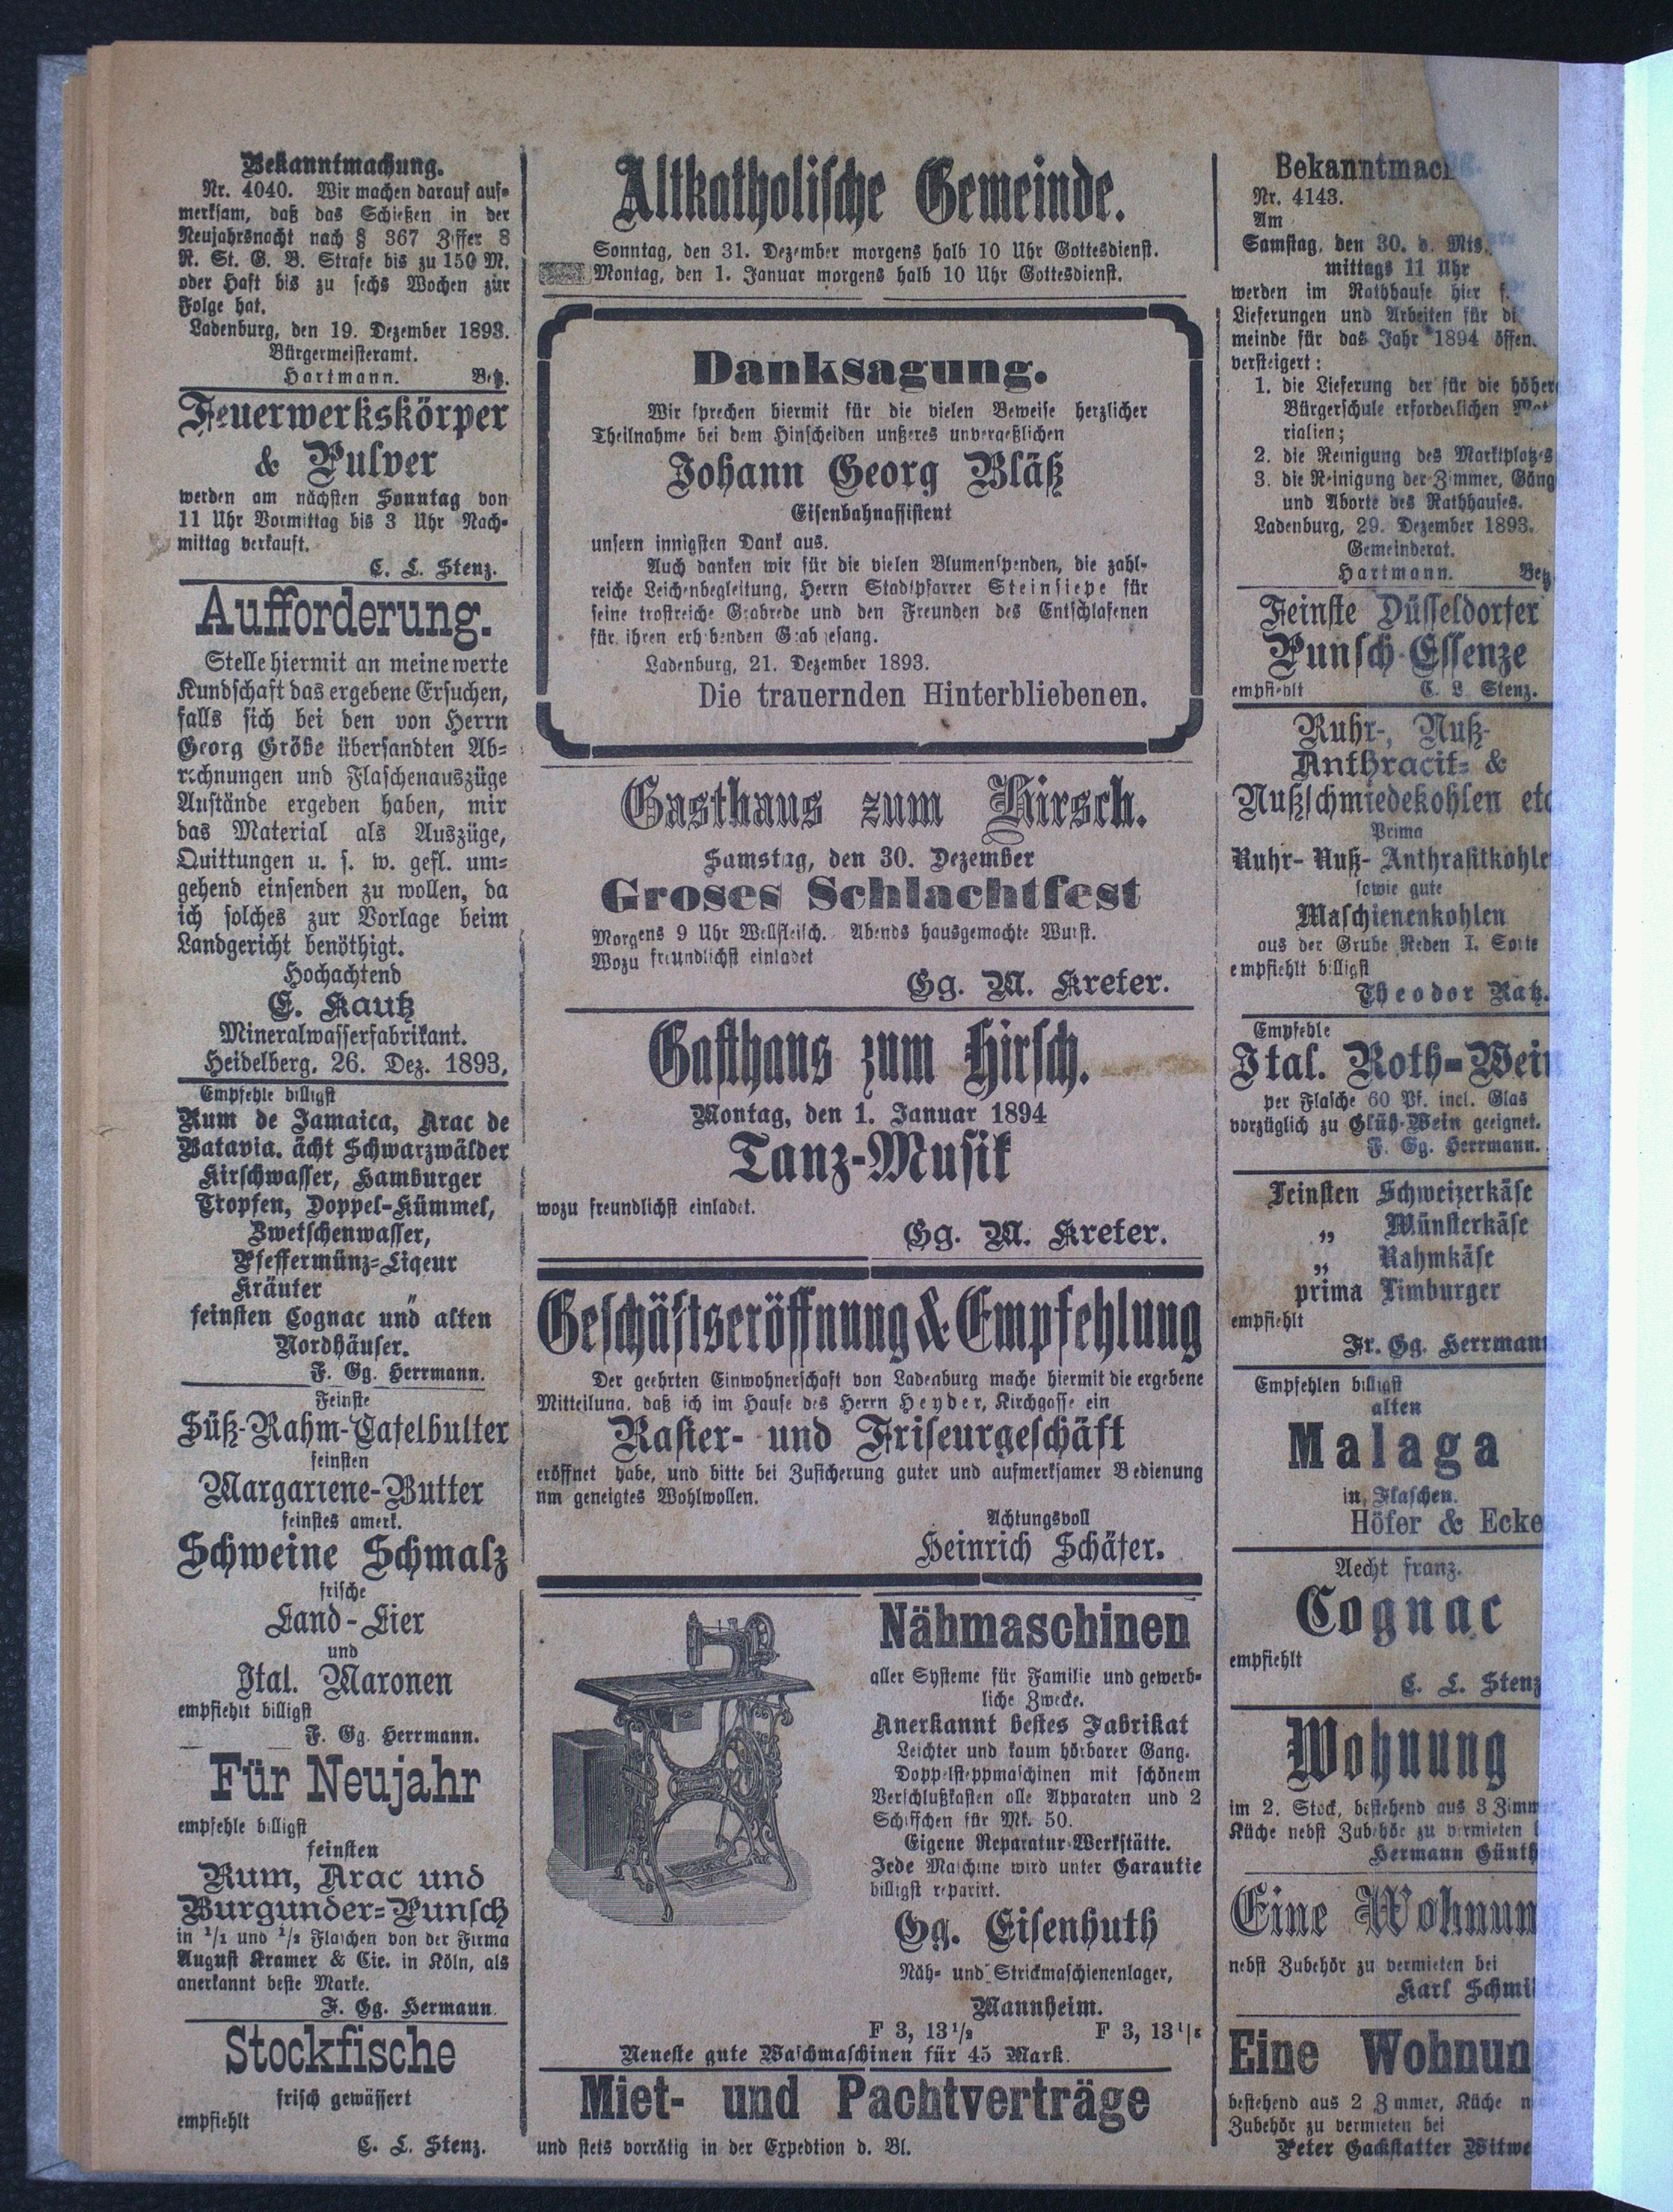 Bekanntmachung.
Nr. 4040. Wir machen darauf auf-
merksam, daß das Schießen in der
Neujahrsnacht nach § 367 Ziffer 8
R. St. G. B. Strafe bis zu 150 M.
oder Haft bis zu sechs Wochen zur
Folge hat.
Ladenburg, den 19. Dezember 1893.
Bürgermeisteramt.
Hartmann. Betz.
Feuerwerkskörper
& Pulver
werden am nächsten Sonntag von
11 Uhr Vormittag bis 3 Uhr Nach-
mittag verkauft.
C. L. Stenz.
Aufforderung.
Stelle hiermit an meine werte
Kundschaft das ergebene Ersuchen,
falls sich bei den von Herrn
Georg Größe übersandten Ab-
rechnungen und Flaschenauszüge
Anstände ergeben haben, mir
das Material als Auszüge,
Quittungen u. s. w. gefl. um-
gehend einsenden zu wollen, da
ich solches zur Vorlage beim
Landgericht benöthigt.
Hochachtend
E. Kautz
Mineralwasserfabrikant.
Heidelberg, 26. Dez. 1893,
Empfehle billigst
Rum de Jamaica, Arac de
Batavia. ächt Schwarzwälder
Kirschwasser, Hamburger
Tropfen, Doppel-Kümmel,
Zwetschenwasser,
Pfeffermünz-Liqeur
Kräuter "
feinsten Cognac und alten
Nordhäuser.
F. Gg. Herrmann.
Feinste
Süß-Rahm-Tafelbutter
feinsten
Margariene-Butter
feinstes amerk.
Schweine Schmalz
frische
Land-Eier
und
Ital. Maronen
empfiehlt billigst
F. Gg. Herrmann.
Für Neujahr
empfehle billigst
feinsten
Rum, Arac und
Burgunder-Punsch
in 1/1 und 1/2 Flaschen von der Firma
August Kramer & Cie. in Köln, als
anerkannt beste Marke.
F. Gg. Hermann.
Stockfische
frisch gewässert
empfiehlt
C. L. Stenz.
Altkatholische Gemeinde.
Sonntag, den 31. Dezember morgens halb 10 Uhr Gottesdienst.
Montag, den 1. Januar morgens halb 10 Uhr Gottesdienst.
Danksagung.
Wir sprechen hiermit für die vielen Beweise herzlicher
Theilnahme bei dem Hinscheiden unseres unvergeßlichen
Johann Georg Bläß
Eisenbahnassistent
unsern innigsten Dank aus.
Auch danken wir für die vielen Blumenspenden, die zahl-
reiche Leichenbegleitung, Herrn Stadtpfarrer Steinsiepe für
seine trostreiche Grabrede und den Freunden des Entschlafenen
für ihren erhebenden Grabgesang.
Ladenburg, 21. Dezember 1893.
Die trauernden Hinterbliebenen.
Gasthaus zum Hirsch.
Samstag, den 30. Dezember
Groses Schlachtfest
Morgens 9 Uhr Wellfleisch. Abends hausgemachte Wurst.
Wozu freundlichst einladet
Gg. M. Kreter.
Gasthaus zum Hirsch.
Montag, den 1. Januar 1894
Tanz-Musik
wozu freundlichst einladet.
Gg. M. Kreter.
Geschäftseröffnung & Empfehlung
Der geehrten Einwohnerschaft von Ladenburg mache hiermit die ergebene
Mitteilung, daß ich im Hause des Herrn Heyder, Kirchgasse ein
Rasier- und Friseurgeschäft
eröffnet habe, und bitte bei Zusicherung guter und aufmerksamer Bedienung
um geneigtes Wohlwollen.
Achtungsvoll
Heinrich Schäfer.
Nähmaschinen
aller Systeme für Familie und gewerb-
liche Zwecke.
Anerkannt bestes Fabrikat
Leichter und kaum hörbarer Gang.
Doppelsteppmaschinen mit schönem
Verschlußkasten alle Apparaten und 2
Schiffchen für Mk. 50.
Eigene Reparatur-Werkstätte.
Jede Maschine wird unter Garantie
billigst reparirt.
Gg. Eisenhuth
Näh- und Strickmaschienenlager,
Mannheim.
F 3, 13 1/2 F 3, 13 1/2
Neueste gute Waschmaschinen für 45 Mark.
Miet- und Pachtverträge
und stets vorrätig in der Expedtion d. Bl.
Bekanntmach
Nr. 4143.
Am
Samstag, den 30. d. Mts.
mittags 11 Uhr
werden im Rathhause hier
Lieferungen und Arbeiten für di
meinde für das Jahr 1894 öffen.
versteigert:
1. die Lieferung der für die höher
Bürgerschule erforderlichen Mat
rialien;
2. die Reinigung des Marktplatzes
3. die Reinigung der Zimmer, Gäng
und Aborte des Rathhauses.
Ladenburg, 29. Dezember 1893.
Gemeinderat.
Hartmann. Betz
Feinste Düsseldorfer
Punsch-Essenze
empfiehlt C. L. Stenz.
Ruhr-, Nuß-
Anthracit- &
Nußschmiedekohlen etc
Prima
Ruhr- Nuß- Anthrasitkohle
sowie gute
Maschienenkohlen
aus der Grube Reden I. Sorte
empfiehlt billigst
Theodor Katz.
Empfehle
Ital. Roth-Wein
per Flasche 60 Pf. incl. Glas
vorzüglich zu Glüh-Wein geeignet.
F. Gg. Herrmann.
Feinsten Schweizerkäse
" Münsterkäse
" Rahmkäse
prima Limburger
empfiehlt
Fr. Gg. Herrmann
Empfehlen billigst
alten
Malaga
in Flaschen.
Höfer & Ecke
Aecht franz.
Cognac
empfiehlt
C. L. Stenz
Wohnung
im 2. Stock, bestehend aus 3 Zimm
Küche nebst Zubehör zu vermieten
Hermann Günth
Eine Wohnun
nebst Zubehör zu vermieten bei
Karl Schmi
Eine Wohnun
bestehend aus 2 Zimmer, Küche n
Zubehör zu vermieten bei
Peter Gackstatter Witwe